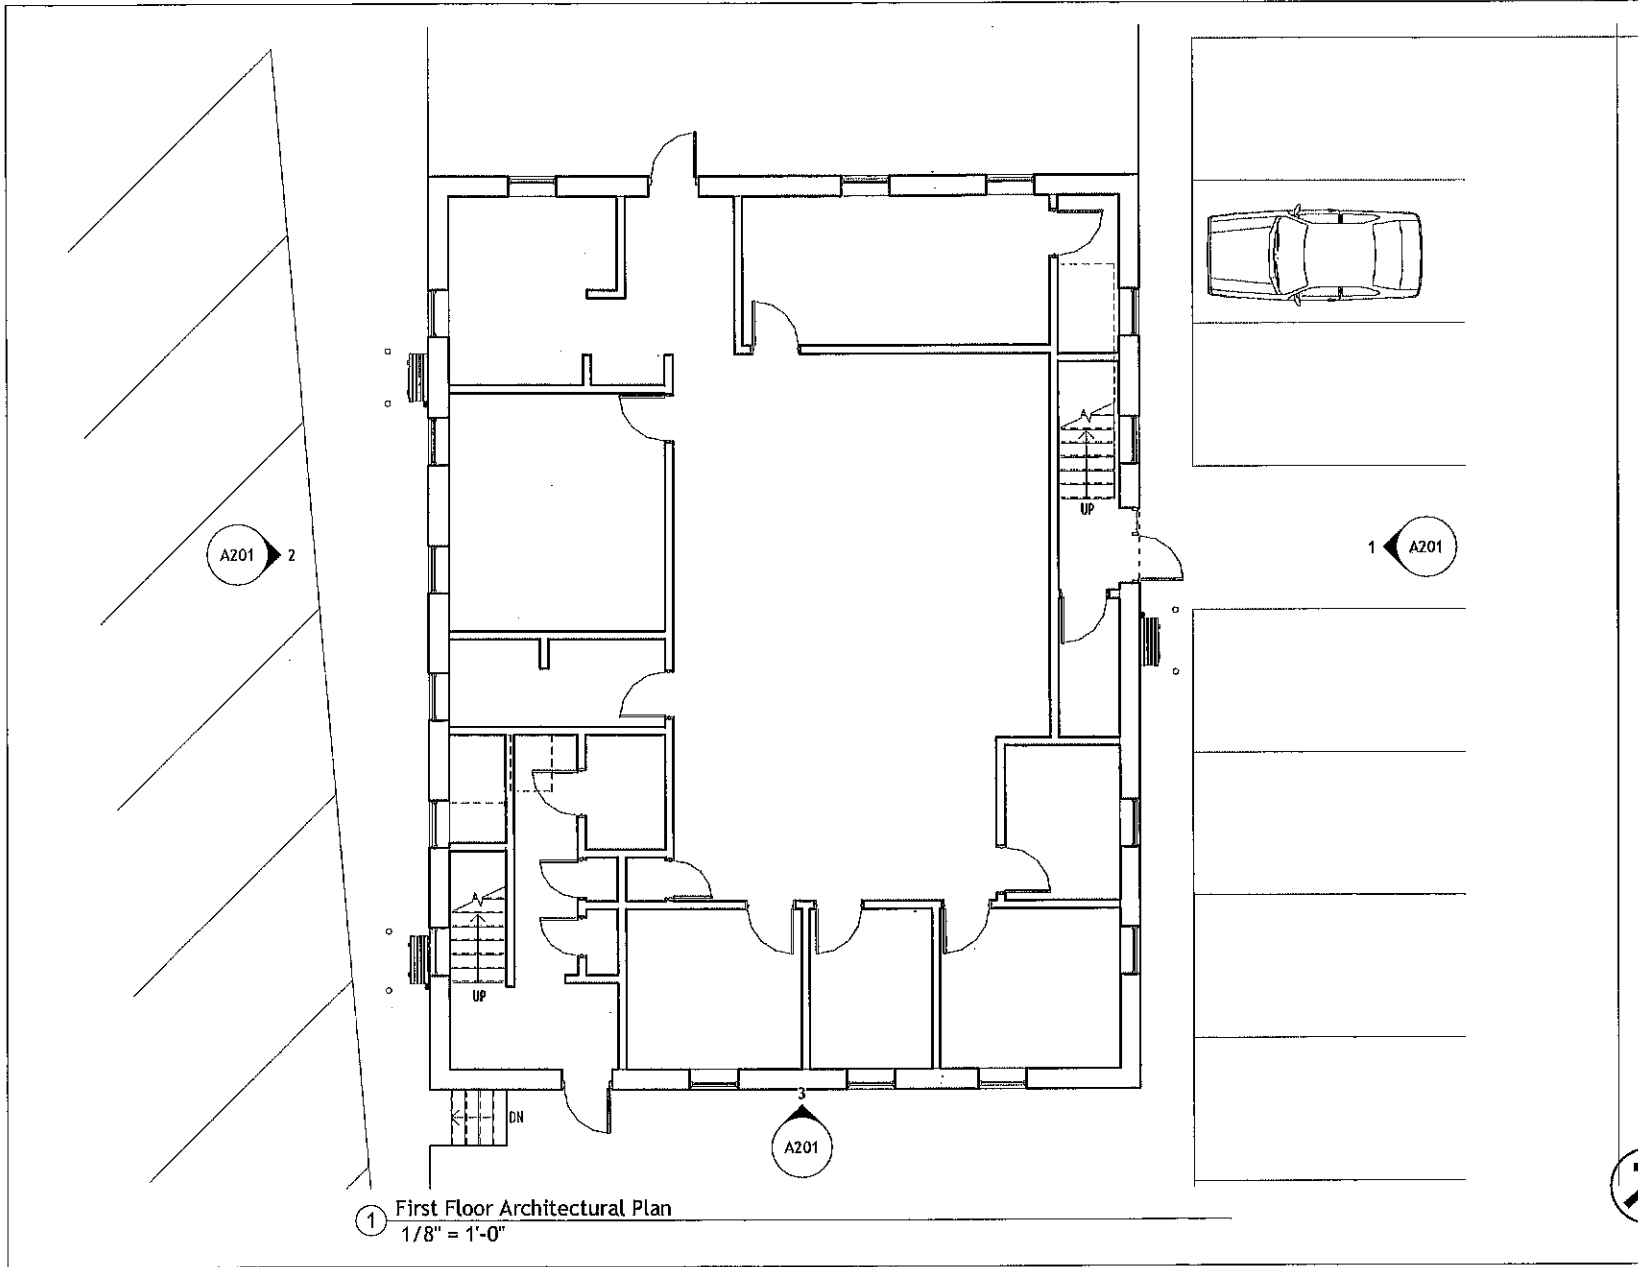 UP
A201
2
1
A201
UP
DN
3
A201
1
First Floor Architectural Plan
1/8" = 1'-0"